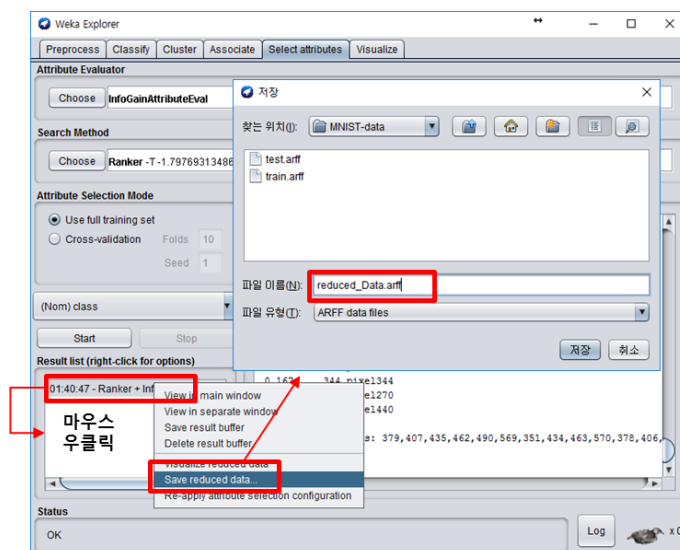 Weka Explorer
Preprocess Classify Cluster Associate Select attributes Visualize
Attribute Evaluator
Choose InfoGainAttributeEval
Search Method
Choose Ranker -T -1.79769313486
Attribute Selection Mode
Use full training set
Cross-validation Folds 10
Seed 1
(Nom) class
Start Stop
Result list (right-click for options)
01:40:47 - Ranker + Inf
마우스
우클릭
저장
찾는 위치(I): MNIST-data
test.arff
train.arff
파일 이름(N): reduced_Data.arff
파일 유형(T): ARFF data files
저장 취소
0.162 344 pixel344
el270
e1440
s: 379,407,435,462,490,569,351,434,463,570,378,406,
View in main window
View in separate window
Save result buffer
Delete result buffer
Visualize reduced data
Save reduced data...
Re-apply attribute selection configuration
Status
OK
Log x 0